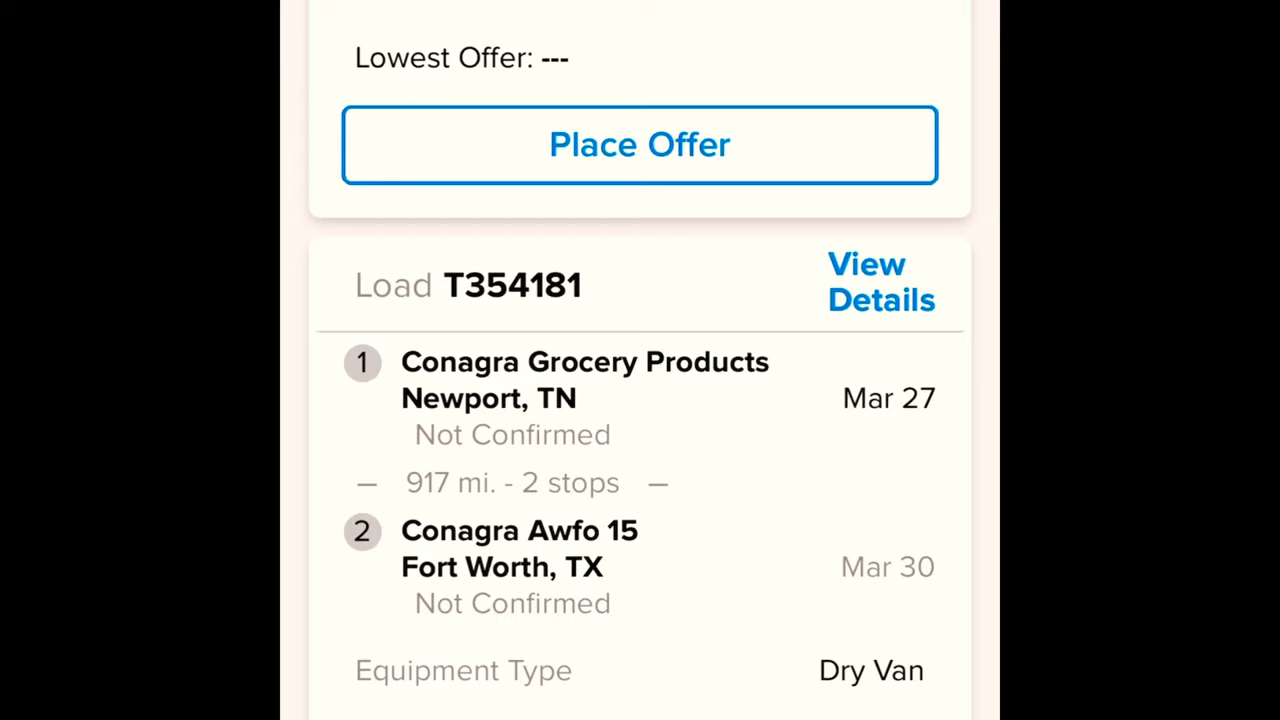 Lowest Offer: ---
Place Offer
Load T354181
View
Details
1 Conagra Grocery Products
Newport, TN
Mar 27
Not Confirmed
— 917 mi. - 2 stops —
2 Conagra Awfo 15
Fort Worth, TX
Mar 30
Not Confirmed
Equipment Type
Dry Van